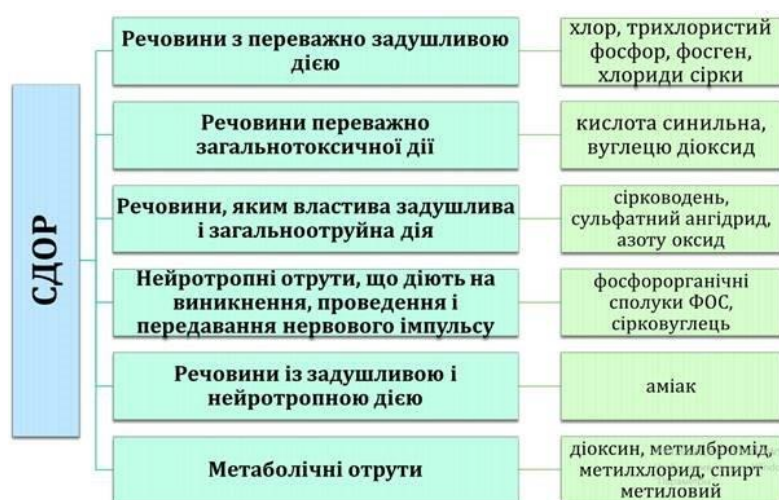 СДОР
Речовини з переважно задушливою
дією
хлор, трихлористий
фосфор, фосген,
хлориди сірки
Речовини переважно
загальнотоксичної дії
кислота синильна,
вуглецю діоксид
Речовини, яким властива задушлива
і загальноотруйна дія
сірководень,
сульфатний ангідрид,
азоту оксид
Нейротропні отрути, що діють на
виникнення, проведення і
передавання нервового імпульсу
фосфорорганічні
сполуки ФОС,
сірковуглець
Речовини із задушливою і
нейротропною дією
аміак
Метаболічні отрути
діоксин, метилбромід,
метилхлорид, спирт
метиловий